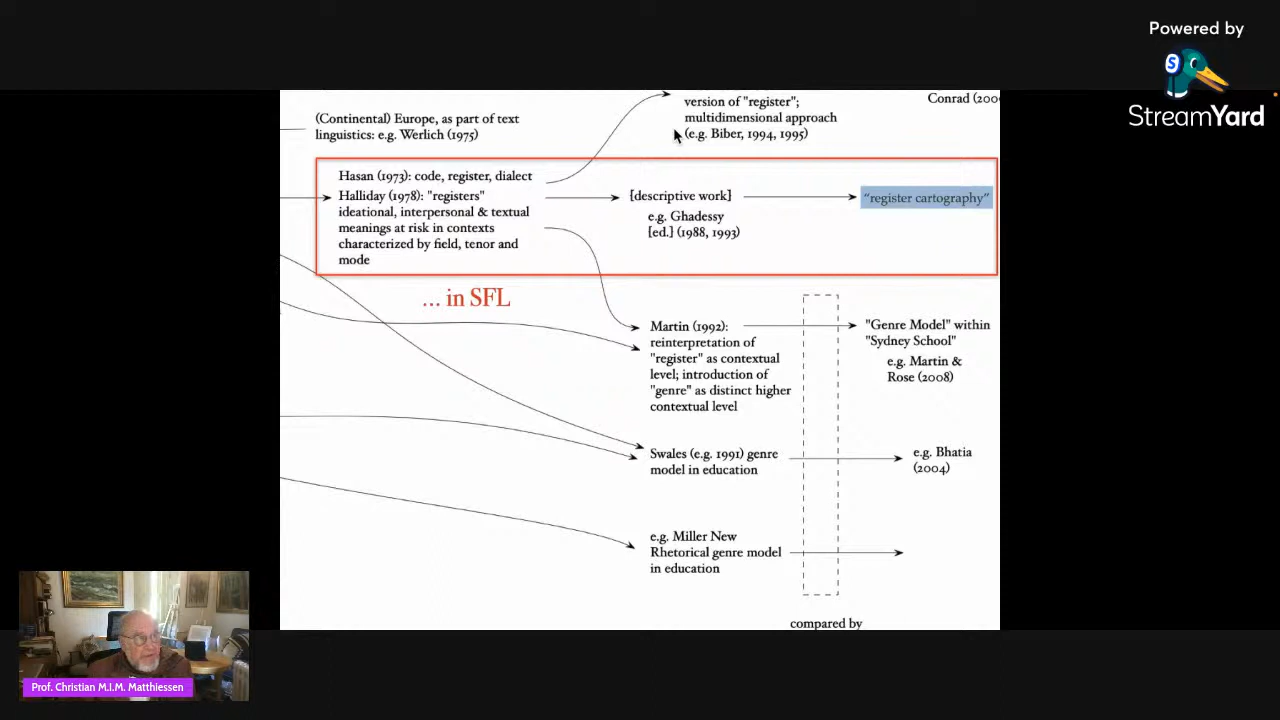 Powered by
StreamYard
(Continental) Europe, as part of text
linguistics: e.g. Werlich (1975)
version of "register";
multidimensional approach
(e.g. Biber, 1994, 1995)
Conrad (200
Hasan (1973): code, register, dialect
Halliday (1978): "registers"
ideational, interpersonal & textual
meanings at risk in contexts
characterized by field, tenor and
mode
[descriptive work]
e.g. Ghadessy
[ed.] (1988, 1993)
“register cartography”
... in SFL
Martin (1992):
reinterpretation of
"register" as contextual
level; introduction of
"genre" as distinct higher
contextual level
"Genre Model" within
"Sydney School"
e.g. Martin &
Rose (2008)
Swales (e.g. 1991) genre
model in education
e.g. Bhatia
(2004)
e.g. Miller New
Rhetorical genre model
in education
compared by
Prof. Christian M.I.M. Matthiessen